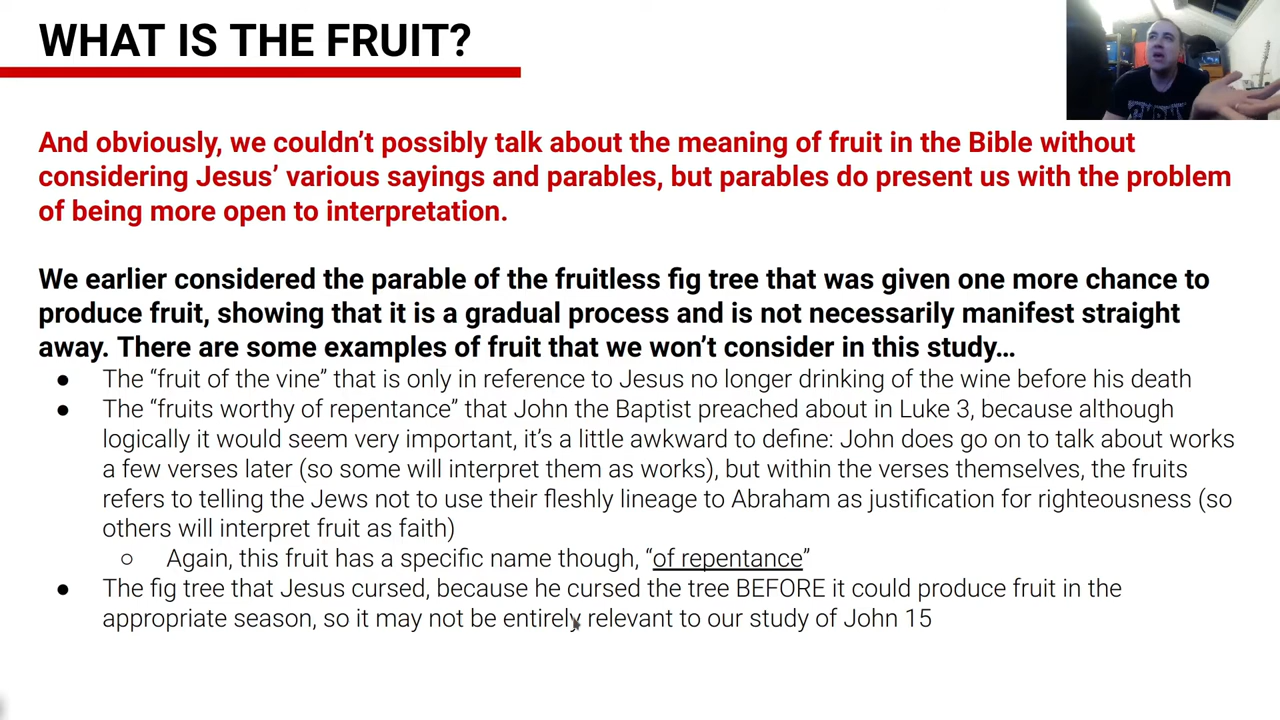 WHAT IS THE FRUIT?
And obviously, we couldn’t possibly talk about the meaning of fruit in the Bible without
considering Jesus’ various sayings and parables, but parables do present us with the problem
of being more open to interpretation.
We earlier considered the parable of the fruitless fig tree that was given one more chance to
produce fruit, showing that it is a gradual process and is not necessarily manifest straight
away. There are some examples of fruit that we won’t consider in this study…
● The “fruit of the vine” that is only in reference to Jesus no longer drinking of the wine before his death
● The “fruits worthy of repentance” that John the Baptist preached about in Luke 3, because although
logically it would seem very important, it’s a little awkward to define: John does go on to talk about works
a few verses later (so some will interpret them as works), but within the verses themselves, the fruits
refers to telling the Jews not to use their fleshly lineage to Abraham as justification for righteousness (so
others will interpret fruit as faith)
○ Again, this fruit has a specific name though, “of repentance”
● The fig tree that Jesus cursed, because he cursed the tree BEFORE it could produce fruit in the
appropriate season, so it may not be entirely relevant to our study of John 15